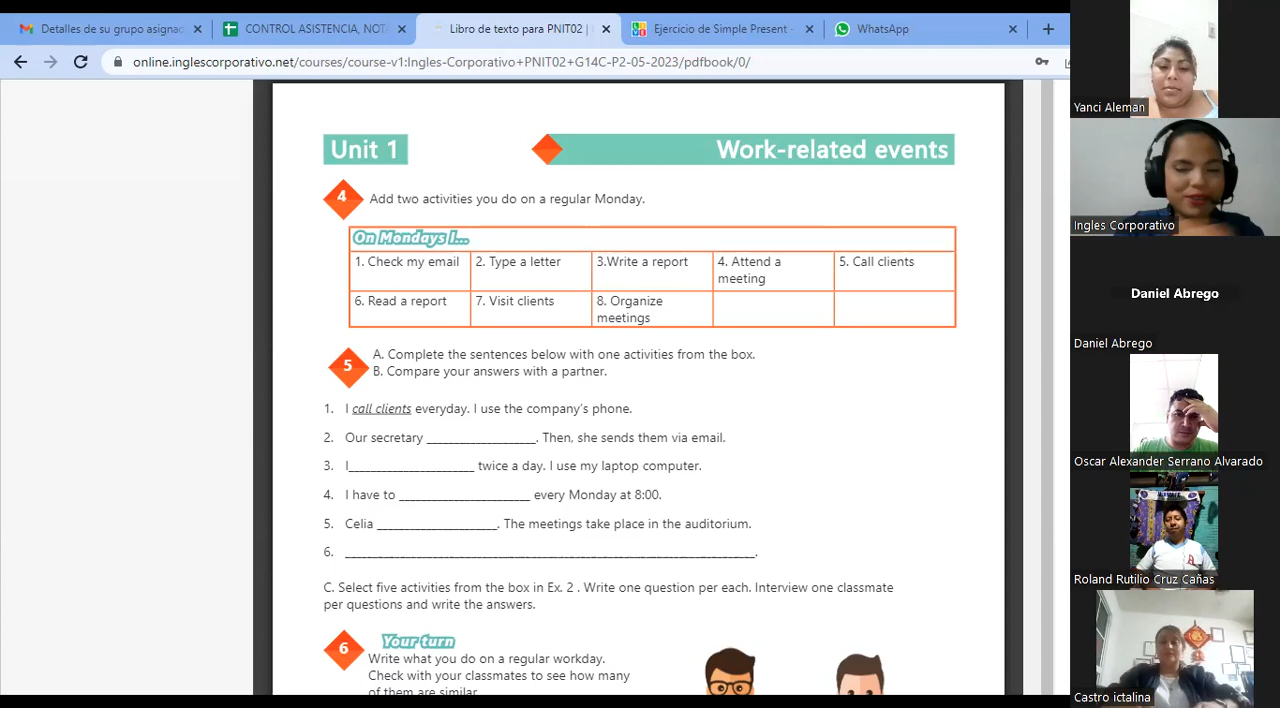 Detalles de su grupo asignad
CONTROL ASISTENCIA, NOT
Libro de texto para PNIT02 |
Ejercicio de Simple Present -
WhatsApp
online.inglescorporativo.net/courses/course-v1:Ingles-Corporativo+PNIT02+G14C-P2-05-2023/pdfbook/0/
Unit 1
Work-related events
4
Add two activities you do on a regular Monday.
On Mondays I...
1. Check my email
2. Type a letter
3.Write a report
4. Attend a
meeting
5. Call clients
6. Read a report
7. Visit clients
8. Organize
meetings
5
A. Complete the sentences below with one activities from the box.
B. Compare your answers with a partner.
1. I call clients everyday. I use the company's phone.
2. Our secretary ___________________. Then, she sends them via email.
3. I______________________ twice a day. I use my laptop computer.
4. I have to _______________________ every Monday at 8:00.
5. Celia _____________________. The meetings take place in the auditorium.
6. _________________________________________________________________________.
C. Select five activities from the box in Ex. 2 . Write one question per each. Interview one classmate
per questions and write the answers.
6
Your turn
Write what you do on a regular workday.
Check with your classmates to see how many
of them are similar.
Yanci Aleman
Ingles Corporativo
Daniel Abrego
Daniel Abrego
Oscar Alexander Serrano Alvarado
Roland Rutilio Cruz Cañas
Castro ictalina